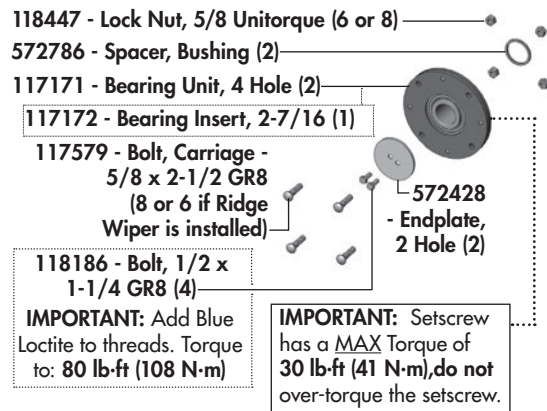 118447 - Lock Nut, 5/8 Unitorque (6 or 8)
572786 - Spacer, Bushing (2)
117171 - Bearing Unit, 4 Hole (2)
117172 - Bearing Insert, 2-7/16 (1)
117579 - Bolt, Carriage -
5/8 x 2-1/2 GR8
(8 or 6 if Ridge
Wiper is installed)
572428
- Endplate,
2 Hole (2)
118186 - Bolt, 1/2 x
1-1/4 GR8 (4)
IMPORTANT: Add Blue
Loctite to threads. Torque
to: 80 lb·ft (108 N·m)
IMPORTANT: Setscrew
has a MAX Torque of
30 lb·ft (41 N·m),do not
over-torque the setscrew.